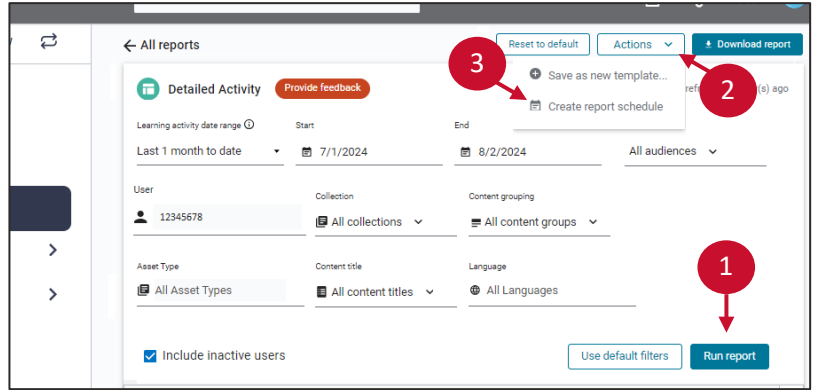 ← All reports
Reset to default
Actions
Download report
3
2
Save as new template...
Create report schedule
Detailed Activity
Provide feedback
(s) ago
Learning activity date range
Start
End
Last 1 month to date
7/1/2024
8/2/2024
All audiences
User
Collection
Content grouping
12345678
All collections
All content groups
Asset Type
Content title
Language
1
All Asset Types
All content titles
All Languages
Include inactive users
Use default filters
Run report